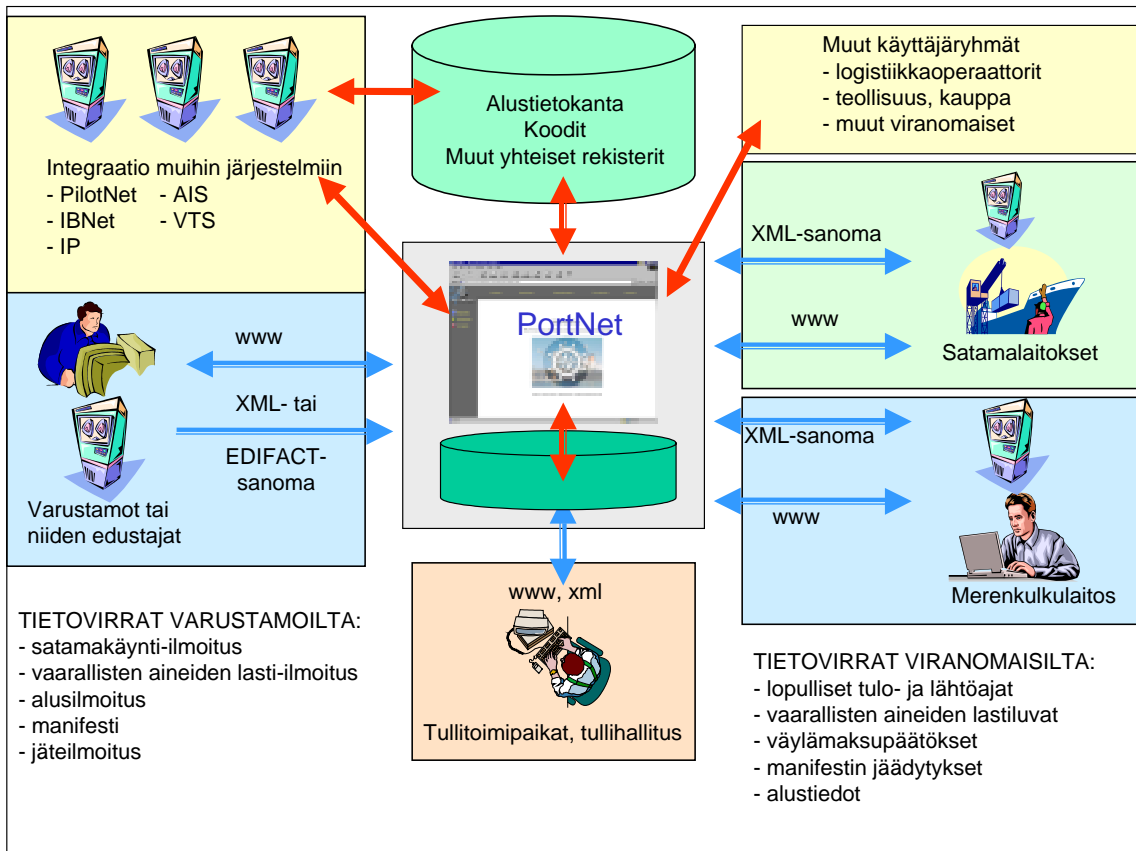 Integraatio muihin järjestelmiin
- PilotNet - AIS
- IBNet - VTS
- IP
Alustietokanta
Koodit
Muut yhteiset rekisterit
Muut käyttäjäryhmät
- logistiikkaoperaattorit
- teollisuus, kauppa
- muut viranomaiset
XML-sanoma
www
Satamalaitokset
www
XML- tai
EDIFACT-
sanoma
Varustamot tai
niiden edustajat
PortNet
XML-sanoma
www
Merenkulkulaitos
www, xml
Tullitoimipaikat, tullihallitus
TIETOVIRRAT VARUSTAMOILTA:
- satamakäynti-ilmoitus
- vaarallisten aineiden lasti-ilmoitus
- alusilmoitus
- manifesti
- jäteilmoitus
TIETOVIRRAT VIRANOMAISILTA:
- lopulliset tulo- ja lähtöajat
- vaarallisten aineiden lastiluvat
- väylämaksupäätökset
- manifestin jäädytykset
- alustiedot